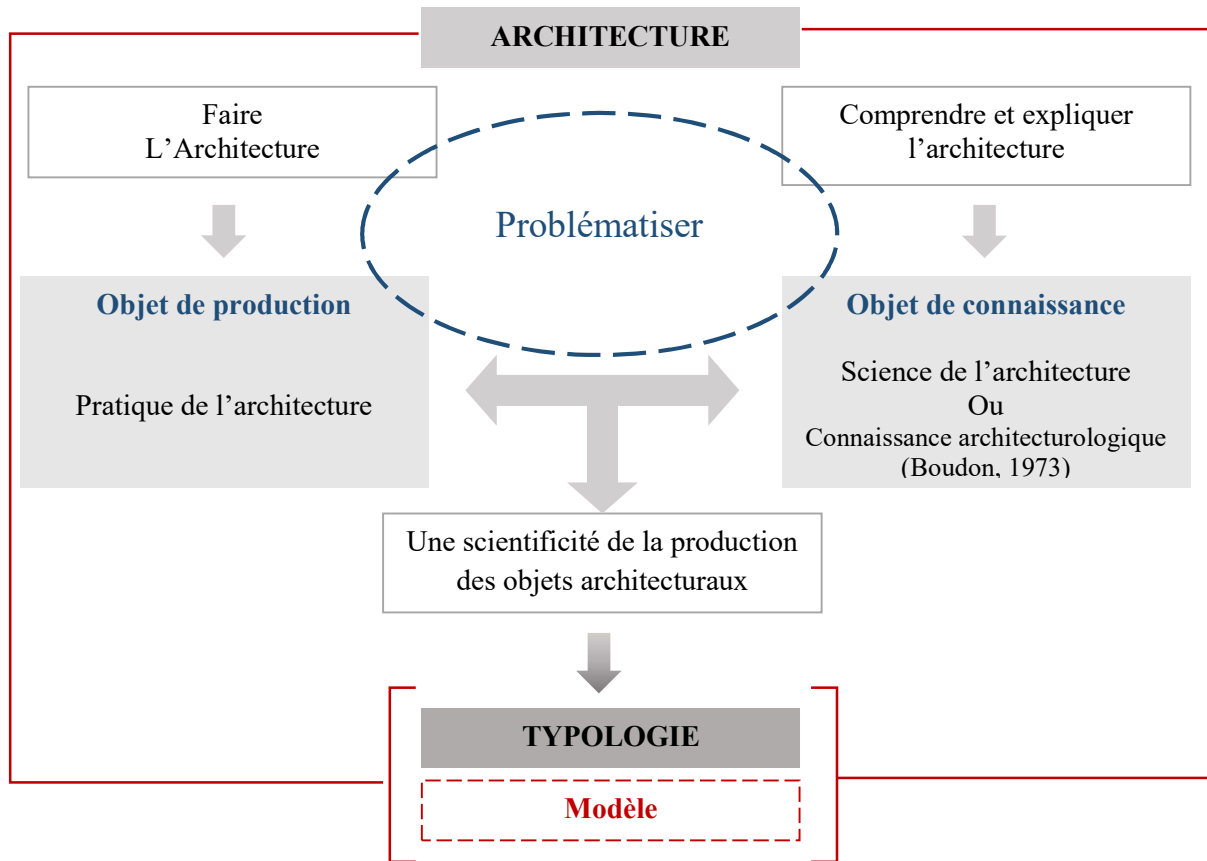 ARCHITECTURE
Faire
L’Architecture
Comprendre et expliquer
l’architecture
Problématiser
Objet de production
Pratique de l’architecture
Objet de connaissance
Science de l’architecture
Ou
Connaissance architecturologique
(Boudon, 1973)
Une scientificité de la production
des objets architecturaux
TYPOLOGIE
Modèle